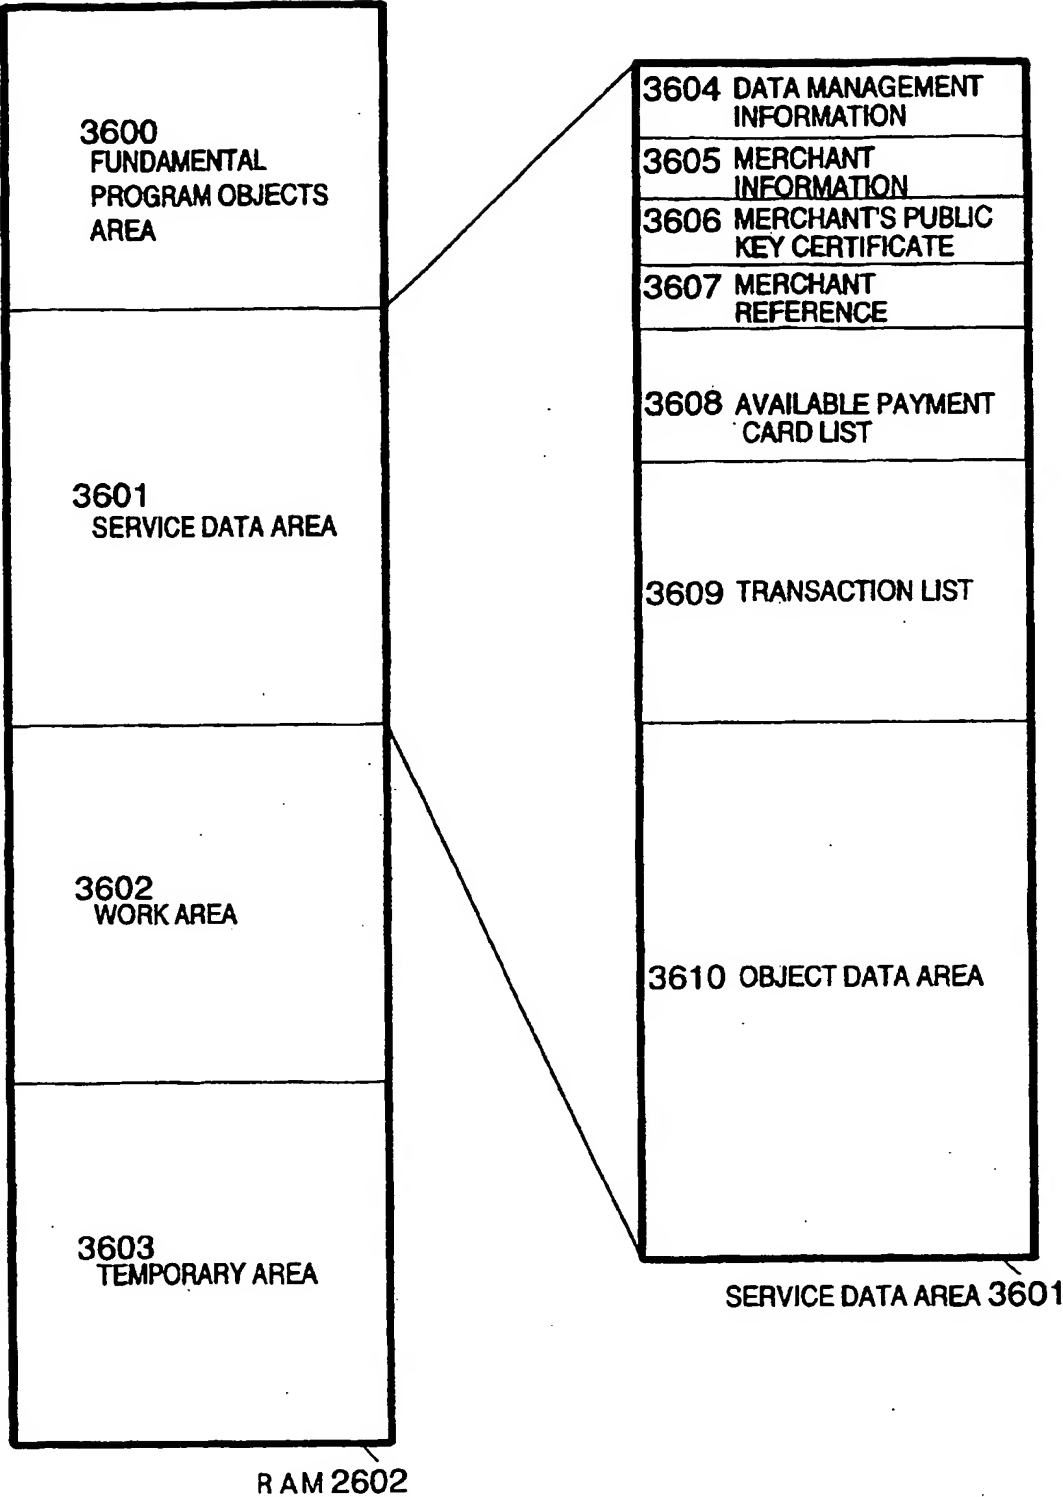 3600
FUNDAMENTAL
PROGRAM OBJECTS
AREA
3601
SERVICE DATA AREA
3602
WORK AREA
3603
TEMPORARY AREA
RAM 2602
3604 DATA MANAGEMENT
INFORMATION
3605 MERCHANT
INFORMATION
3606 MERCHANT'S PUBLIC
KEY CERTIFICATE
3607 MERCHANT
REFERENCE
3608 AVAILABLE PAYMENT
CARD LIST
3609 TRANSACTION LIST
3610 OBJECT DATA AREA
SERVICE DATA AREA 3601